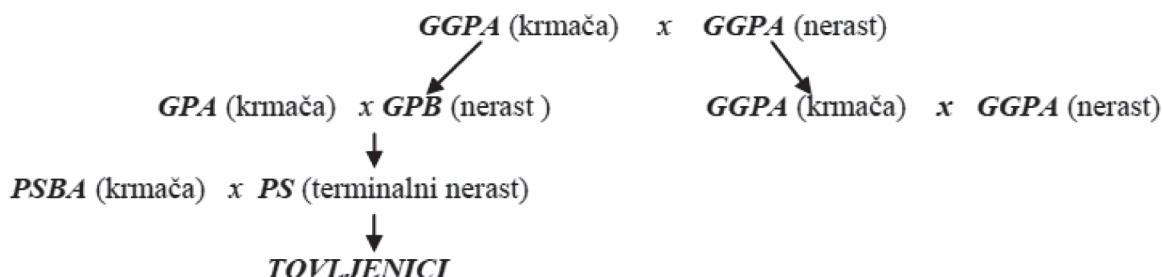 GGPA (krmača) x GGPA (nerast)
GPA (krmača) x GPB (nerast ) GGPA (krmača) x GGPA (nerast)
PSBA (krmača) x PS (terminalni nerast)
TOVLJENICI